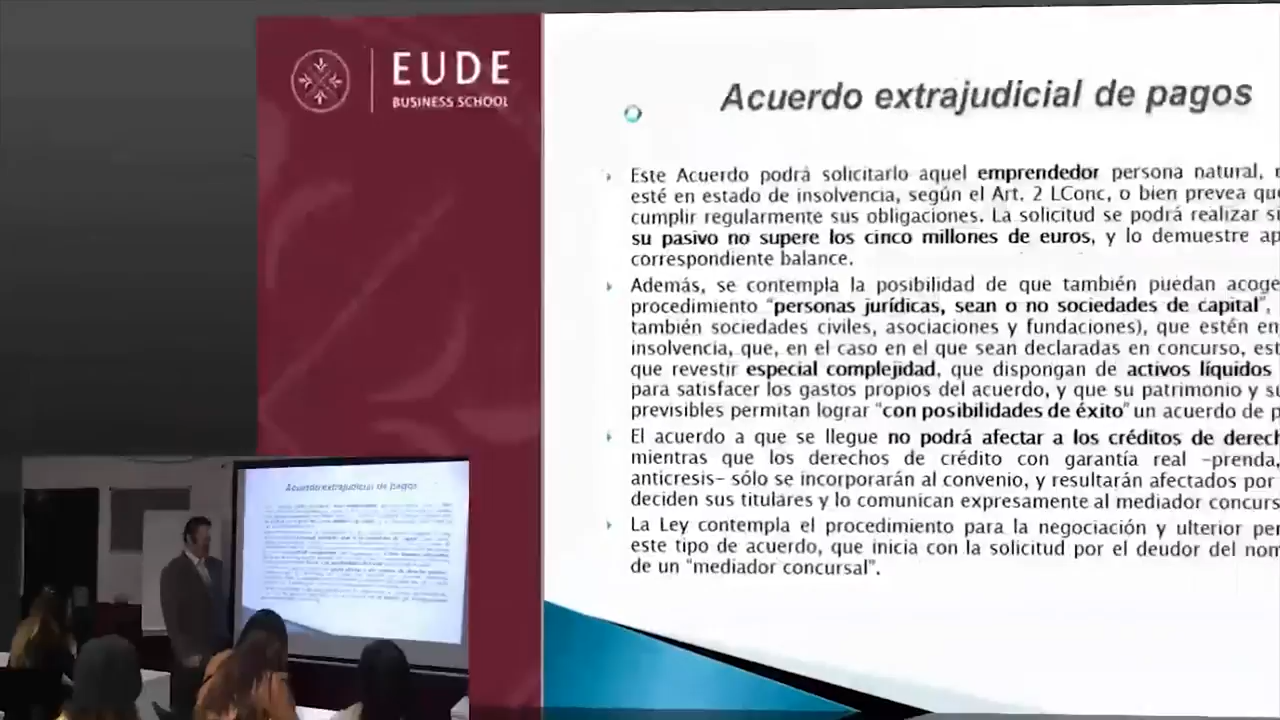 EUDE
BUSINESS SCHOOL
Acuerdo extrajudicial de pagos
Este Acuerdo podrá solicitarlo aquel emprendedor persona natural,
esté en estado de insolvencia, según el Art. 2 LConc, o bien prevea
cumplir regularmente sus obligaciones. La solicitud se podrá realizar
su pasivo no supere los cinco millones de euros, y lo demuestre
correspondiente balance.
Además, se contempla la posibilidad de que también puedan
procedimiento "personas jurídicas, sean o no sociedades de capital",
también sociedades civiles, asociaciones y fundaciones), que estén en
insolvencia, que, en el caso en el que sean declaradas en concurso,
que revestir especial complejidad, que dispongan de activos líquidos
para satisfacer los gastos propios del acuerdo, y que su patrimonio y
previsibles permitan lograr "con posibilidades de éxito" un acuerdo de
El acuerdo a que se llegue no podrá afectar a los créditos de
mientras que los derechos de crédito con garantía real –prenda,
anticresis– sólo se incorporarán al convenio, y resultarán afectados por
deciden sus titulares y lo comunican expresamente al mediador
La Ley contempla el procedimiento para la negociación y ulterior
este tipo de acuerdo, que inicia con la solicitud por el deudor del
de un "mediador concursal".
Acuerdo extrajudicial de pagos